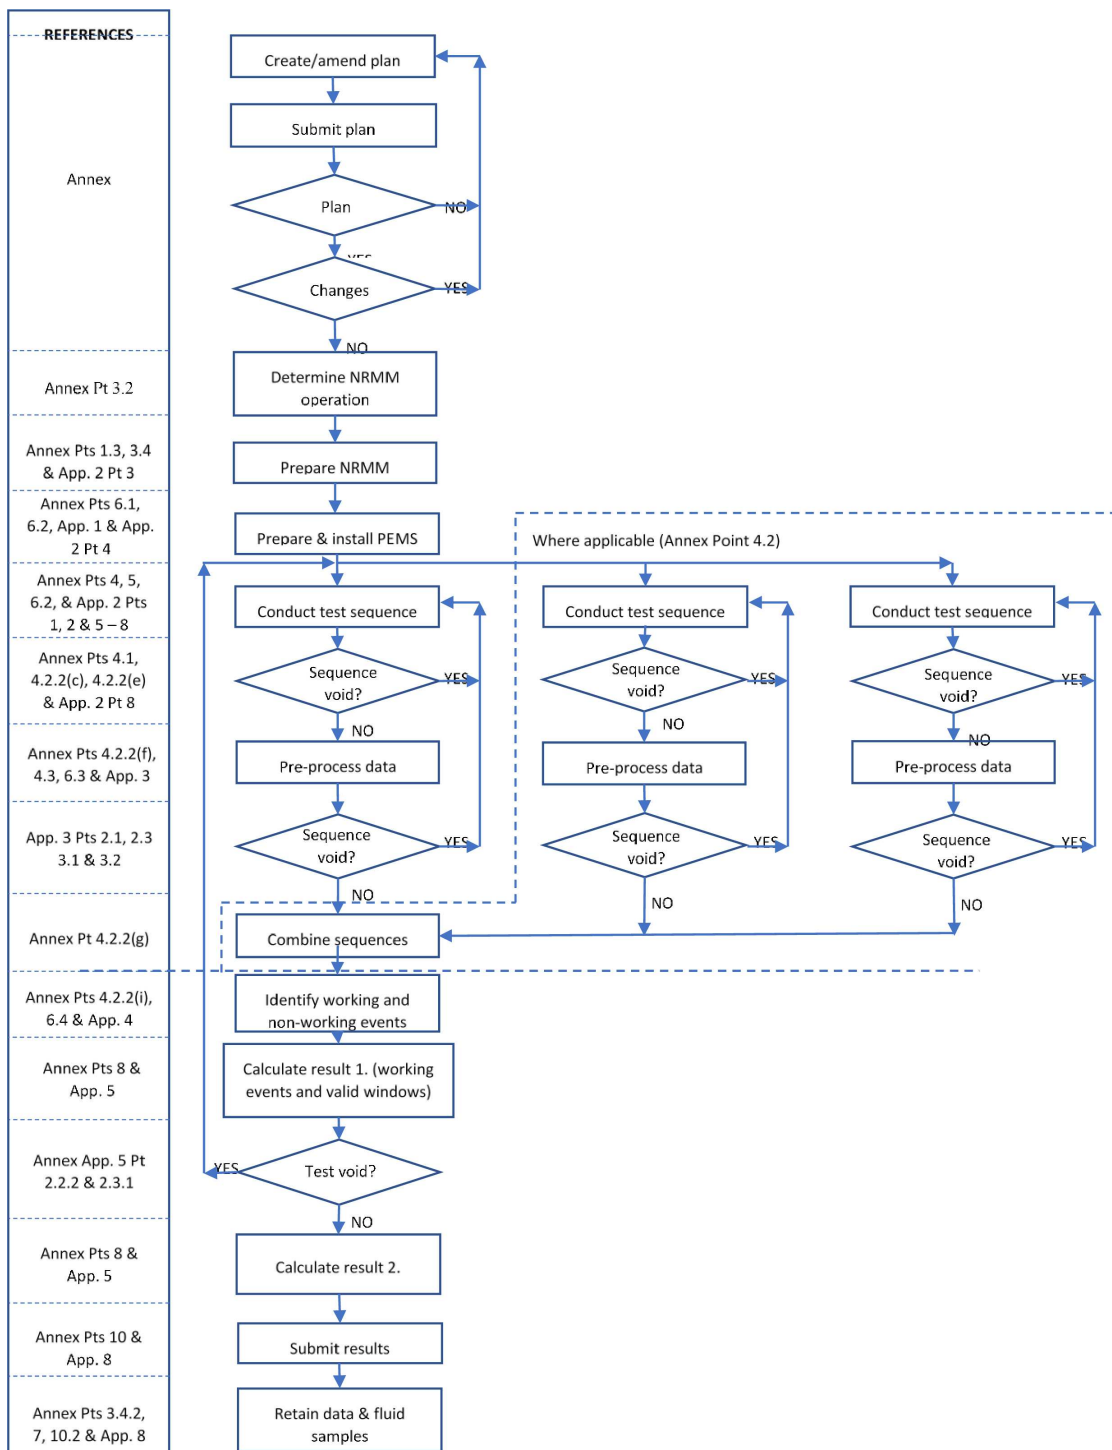 REFERENCES
Create/amend plan
Submit plan
Annex
Plan
NO
YES
Changes
YES
NO
Annex Pt 3.2
Determine NRMM
operation
Annex Pts 1.3, 3.4
& App. 2 Pt 3
Prepare NRMM
Annex Pts 6.1,
6.2, App. 1 & App.
2 Pt 4
Prepare & install PEMS
Where applicable (Annex Point 4.2)
Annex Pts 4, 5,
6.2, & App. 2 Pts
1, 2 & 5 – 8
Conduct test sequence
Conduct test sequence
Conduct test sequence
Annex Pts 4.1,
4.2.2(c), 4.2.2(e)
& App. 2 Pt 8
Sequence
void?
YES
Sequence
void?
YES
Sequence
void?
YES
NO
NO
NO
Annex Pts 4.2.2(f),
4.3, 6.3 & App. 3
Pre-process data
Pre-process data
Pre-process data
App. 3 Pts 2.1, 2.3
3.1 & 3.2
Sequence
void?
YES
Sequence
void?
YES
Sequence
void?
YES
NO
NO
NO
Annex Pt 4.2.2(g)
Combine sequences
Annex Pts 4.2.2(i),
6.4 & App. 4
Identify working and
non-working events
Annex Pts 8 &
App. 5
Calculate result 1. (working
events and valid windows)
Annex App. 5 Pt
2.2.2 & 2.3.1
YES
Test void?
NO
Annex Pts 8 &
App. 5
Calculate result 2.
Annex Pts 10 &
App. 8
Submit results
Annex Pts 3.4.2,
7, 10.2 & App. 8
Retain data & fluid
samples